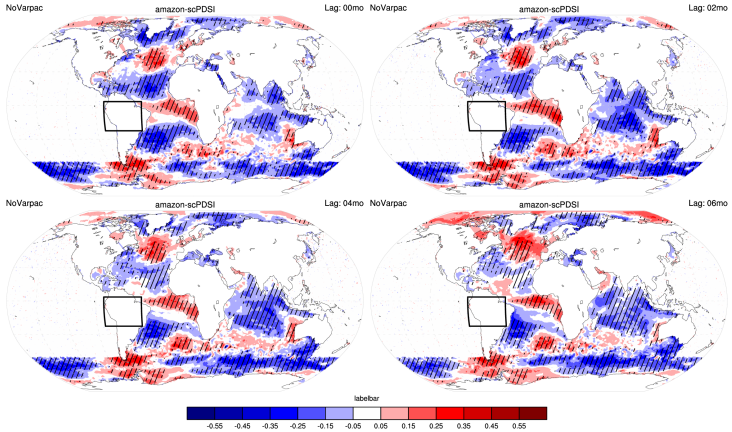 NoVarpac amazon-scPDSI Lag: 00mo
NoVarpac amazon-scPDSI Lag: 02mo
NoVarpac amazon-scPDSI Lag: 04mo
NoVarpac amazon-scPDSI Lag: 06mo
labelbar
-0.55 -0.45 -0.35 -0.25 -0.15 -0.05 0.05 0.15 0.25 0.35 0.45 0.55